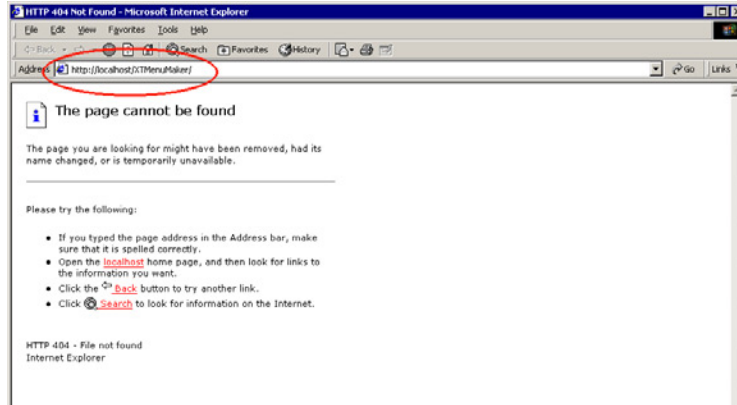 HTTP 404 Not Found - Microsoft Internet Explorer
File Edit View Favorites Tools Help
Back Search Favorites History
Address http://localhost/XTMenuMaker/ Go Links
The page cannot be found
The page you are looking for might have been removed, had its
name changed, or is temporarily unavailable.
Please try the following:
• If you typed the page address in the Address bar, make
sure that it is spelled correctly.
• Open the localhost home page, and then look for links to
the information you want.
• Click the Back button to try another link.
• Click Search to look for information on the Internet.
HTTP 404 - File not found
Internet Explorer